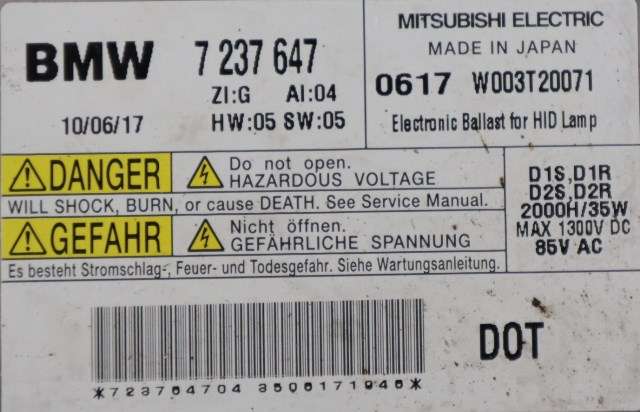 BMW 7 237 647
ZI:G AI:04
10/06/17 HW:05 SW:05
MITSUBISHI ELECTRIC
MADE IN JAPAN
0617 W003T20071
Electronic Ballast for HID Lamp
DANGER Do not open.
HAZARDOUS VOLTAGE
WILL SHOCK, BURN, or cause DEATH. See Service Manual.
GEFAHR Nicht öffnen.
GEFÄHRLICHE SPANNUNG
Es besteht Stromschlag-, Feuer- und Todesgefahr. Siehe Wartungsanleitung.
D1S,D1R
D2S,D2R
2000H/35W
MAX 1300V DC
85V AC
*723764704 3506171946*
DOT